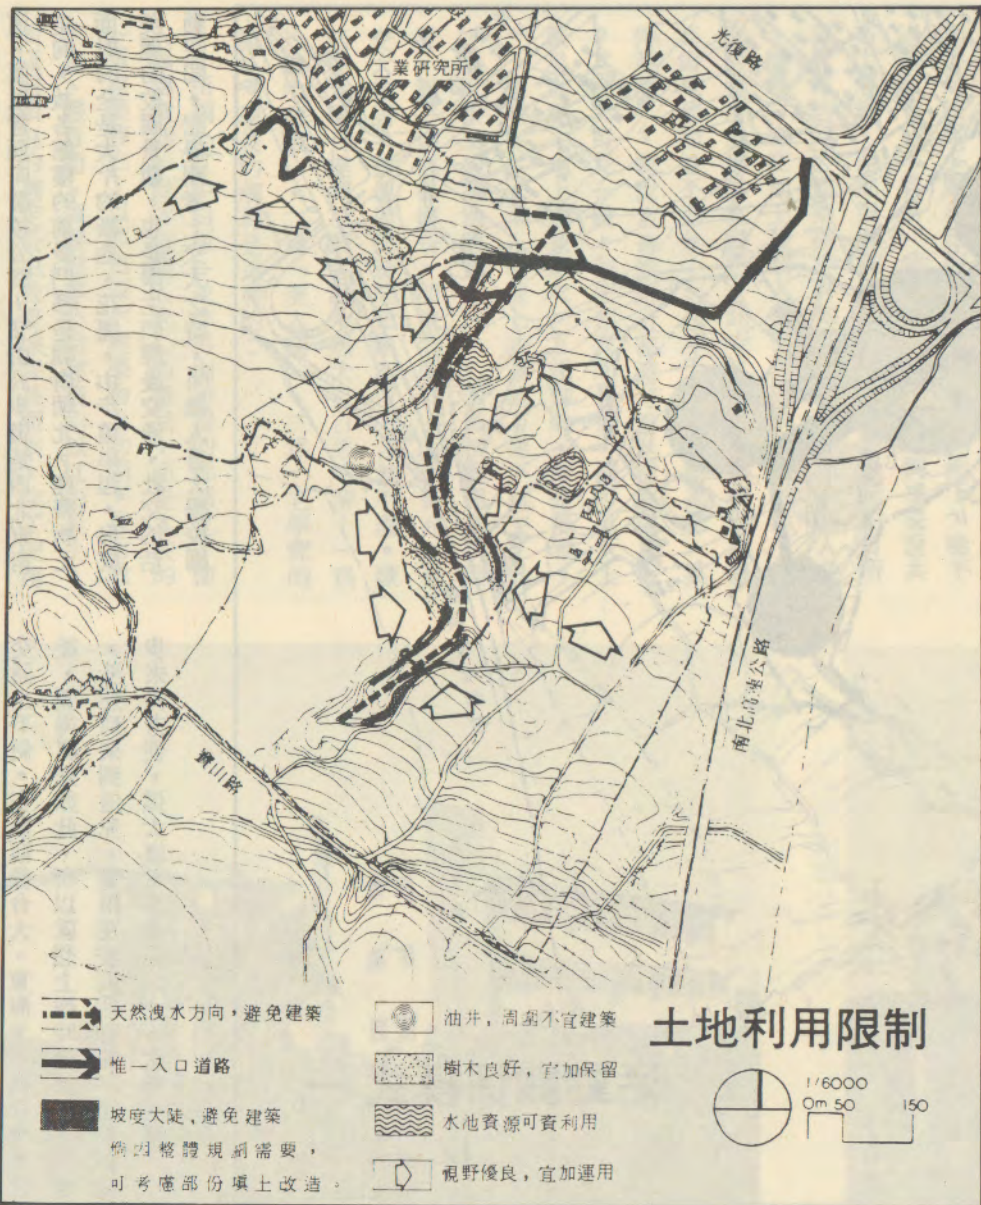 光復路
工業研究所
南北高速公路
寶山路
天然洩水方向，避免建築
惟一入口道路
坡度大陡，避免建築
倘因整體規劃需要，
可考慮部份填土改造。
油井，周圍不宜建築
樹木良好，宜加保留
水池資源可資利用
視野優良，宜加運用
土地利用限制
1/6000
0m 50 150